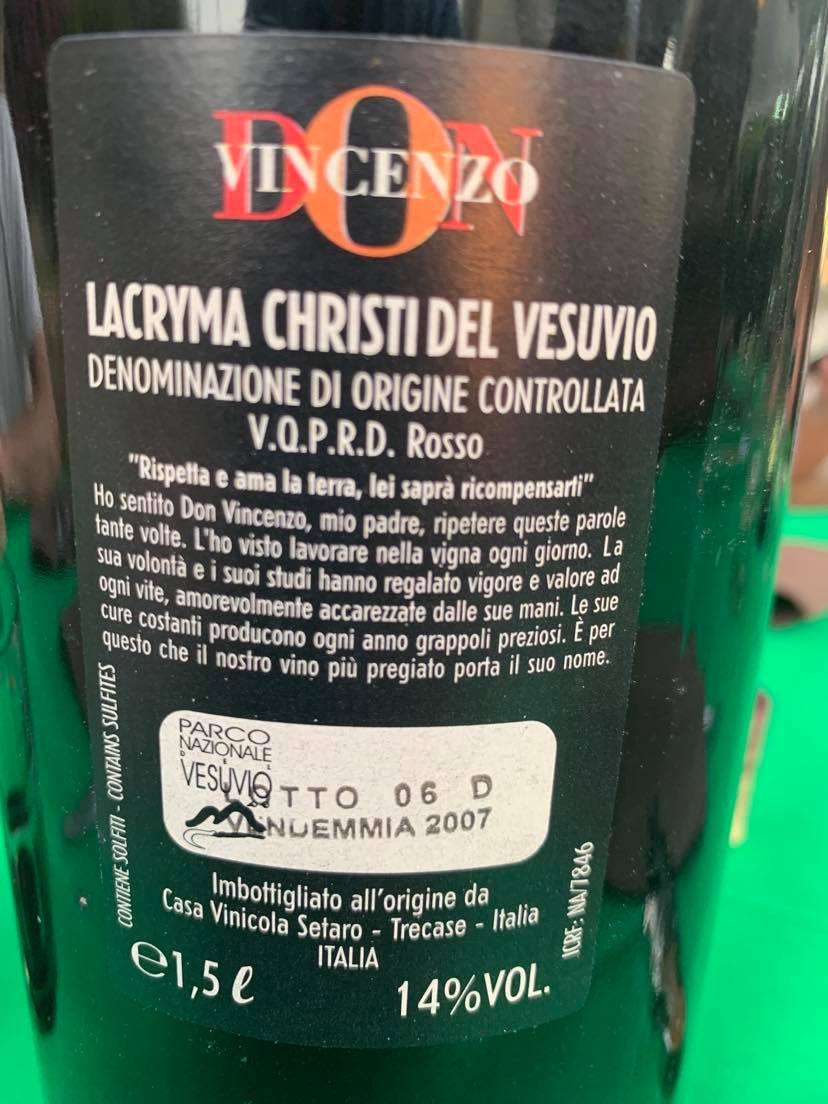 DON
VINCENZO
LACRYMA CHRISTI DEL VESUVIO
DENOMINAZIONE DI ORIGINE CONTROLLATA
V.Q.P.R.D. Rosso
"Rispetta e ama la terra, lei saprà ricompensarti"
Ho sentito Don Vincenzo, mio padre, ripetere queste parole
tante volte. L'ho visto lavorare nella vigna ogni giorno. La
sua volontà e i suoi studi hanno regalato vigore e valore ad
ogni vite, amorevolmente accarezzate dalle sue mani. Le sue
cure costanti producono ogni anno grappoli preziosi. È per
questo che il nostro vino più pregiato porta il suo nome.
CONTIENE SOLFITI - CONTAINS SULFITES
PARCO
NAZIONALE
DEL
VESUVIO
LOTTO 06 D
VENDEMMIA 2007
Imbottigliato all'origine da
Casa Vinicola Setaro - Trecase - Italia
ITALIA
ICRF: NA/7846
℮1,5 ℓ
14%VOL.